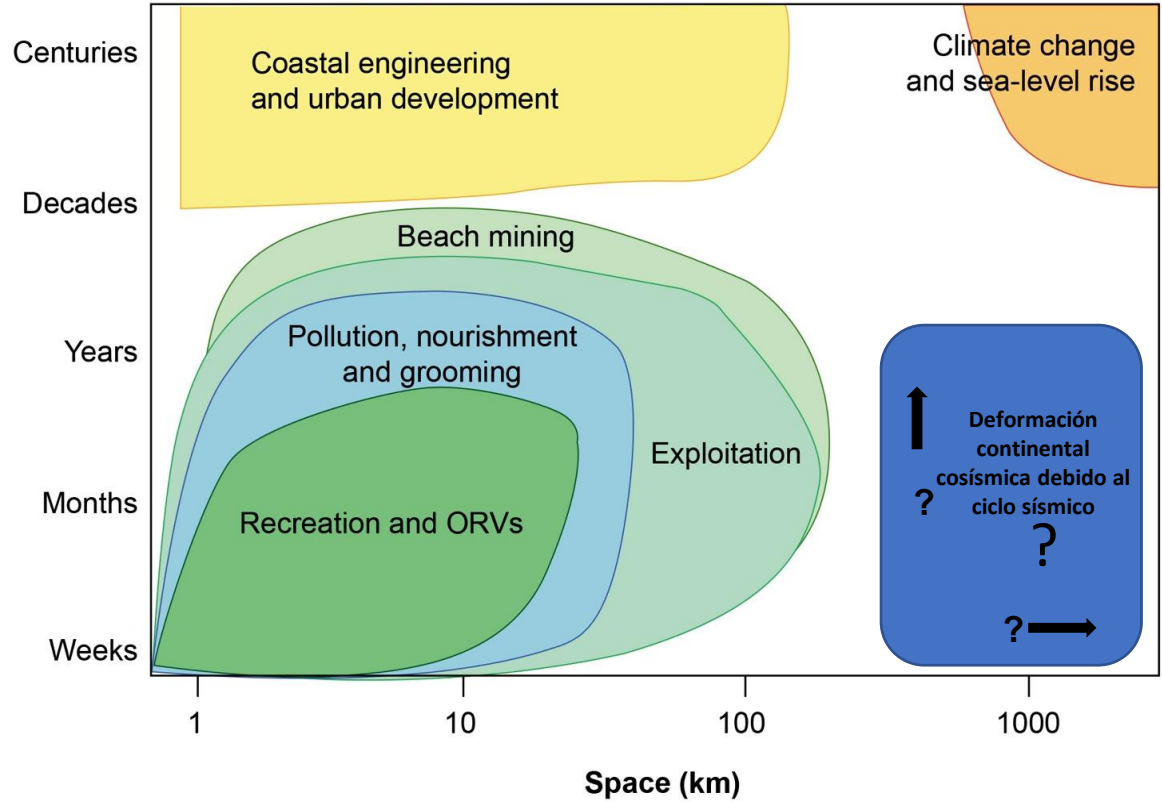 Centuries
Decades
Years
Months
Weeks
Coastal engineering
and urban development
Climate change
and sea-level rise
Beach mining
Pollution, nourishment
and grooming
Exploitation
Recreation and ORVs
Deformación
continental
cosísmica debido al
ciclo sísmico
?
?
?
1
10
100
1000
Space (km)